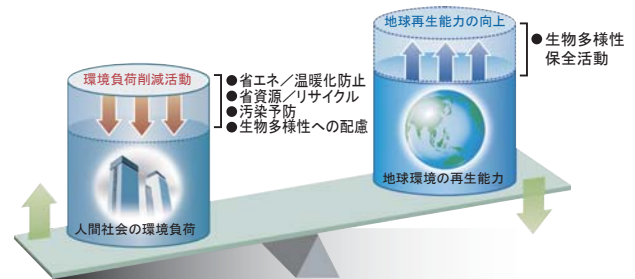 環境負荷削減活動
●省エネ／温暖化防止
●省資源／リサイクル
●汚染予防
●生物多様性への配慮
人間社会の環境負荷
地球再生能力の向上
●生物多様性
保全活動
地球環境の再生能力